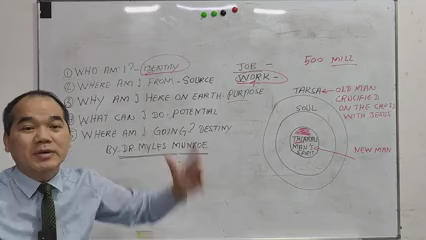 ① WHO AM I? - IDENTITY
② WHERE AM I FROM - SOURCE
③ WHY AM I HERE ON EARTH - PURPOSE
④ WHAT CAN I DO - POTENTIAL
⑤ WHERE AM I GOING? DESTINY
BY. DR. MYLES MUNROE
JOB -
WORK -
500 MILL
OLD MAN
CRUCIFIED
ON THE CROSS
WITH JESUS
SOUL
MAN'S
SPIRIT
NEW MAN